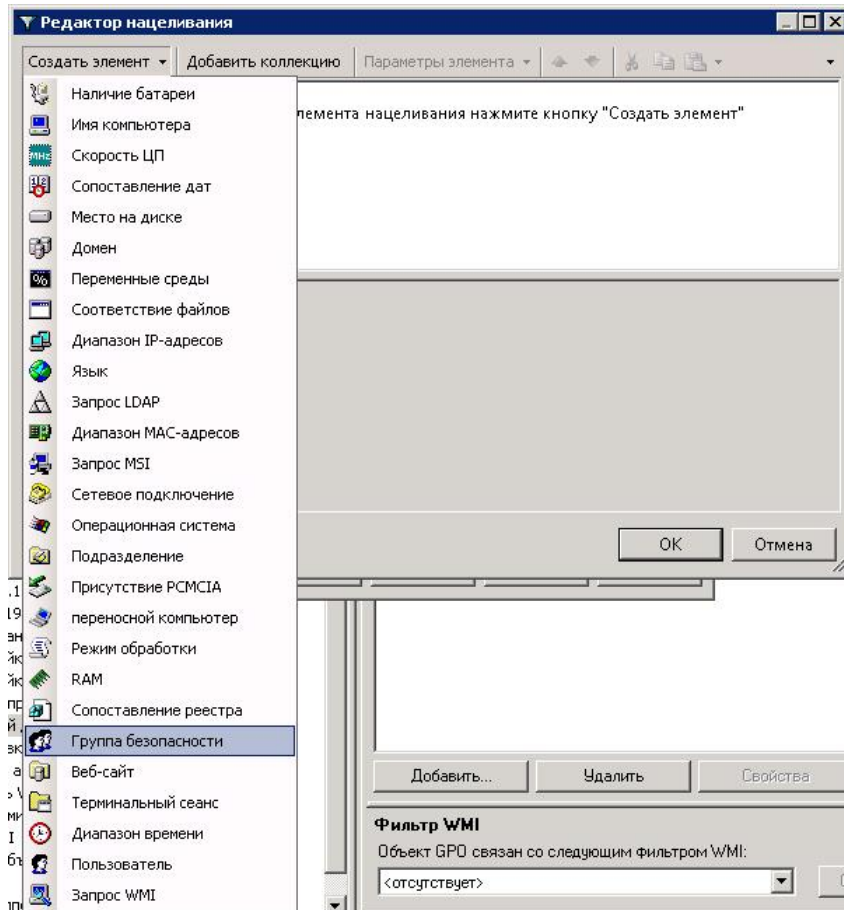 Редактор нацеливания
Создать элемент Добавить коллекцию Параметры элемента
лемента нацеливания нажмите кнопку "Создать элемент"
Наличие батареи
Имя компьютера
Скорость ЦП
Сопоставление дат
Место на диске
Домен
Переменные среды
Соответствие файлов
Диапазон IP-адресов
Язык
Запрос LDAP
Диапазон MAC-адресов
Запрос MSI
Сетевое подключение
Операционная система
Подразделение
Присутствие PCMCIA
переносной компьютер
Режим обработки
RAM
Сопоставление реестра
Группа безопасности
Веб-сайт
Терминальный сеанс
Диапазон времени
Пользователь
Запрос WMI
OK Отмена
Добавить... Удалить Свойства
Фильтр WMI
Объект GPO связан со следующим фильтром WMI:
<отсутствует>